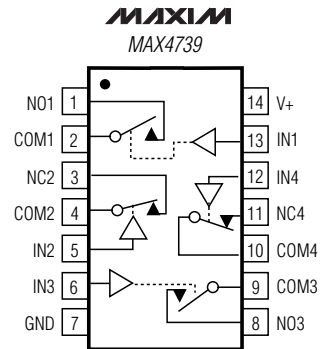 MAXIM
MAX4739
NO1 1 14 V+
COM1 2 13 IN1
NC2 3 12 IN4
COM2 4 11 NC4
IN2 5 10 COM4
IN3 6 9 COM3
GND 7 8 NO3